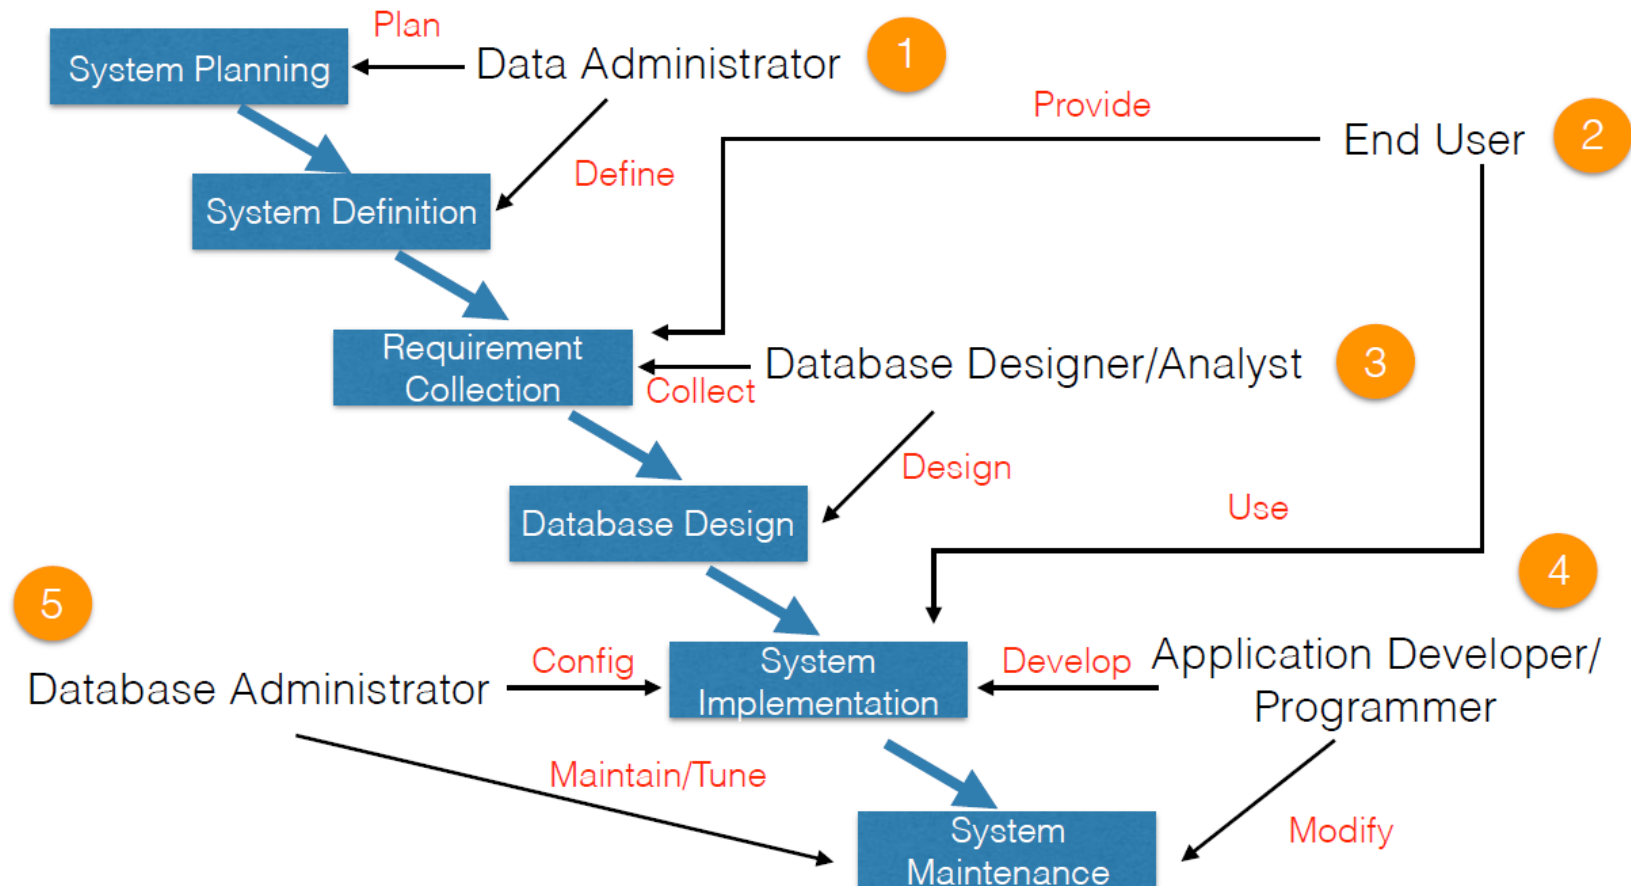 Plan
System Planning
Data Administrator
1
Provide
End User
2
Define
System Definition
Requirement
Collection
Collect
Database Designer/Analyst
3
Design
Database Design
Use
4
5
Database Administrator
Config
System
Implementation
Develop
Application Developer/
Programmer
Maintain/Tune
Modify
System
Maintenance